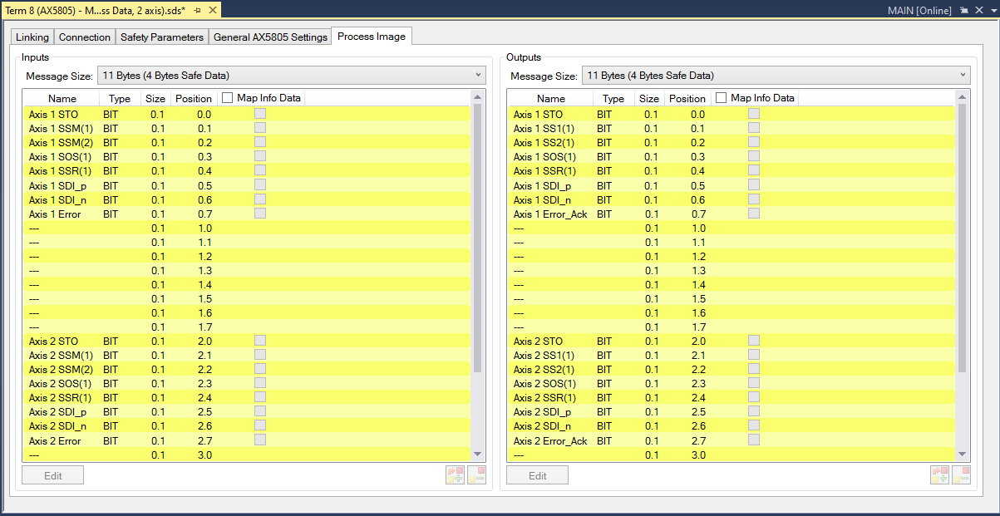 Term 8 (AX5805) - M...ss Data, 2 axis).sds*
MAIN [Online]
Linking Connection Safety Parameters General AX5805 Settings Process Image
Inputs
Message Size: 11 Bytes (4 Bytes Safe Data)
Name Type Size Position Map Info Data
Axis 1 STO BIT 0.1 0.0
Axis 1 SSM(1) BIT 0.1 0.1
Axis 1 SSM(2) BIT 0.1 0.2
Axis 1 SOS(1) BIT 0.1 0.3
Axis 1 SSR(1) BIT 0.1 0.4
Axis 1 SDI_p BIT 0.1 0.5
Axis 1 SDI_n BIT 0.1 0.6
Axis 1 Error BIT 0.1 0.7
--- 0.1 1.0
--- 0.1 1.1
--- 0.1 1.2
--- 0.1 1.3
--- 0.1 1.4
--- 0.1 1.5
--- 0.1 1.6
--- 0.1 1.7
Axis 2 STO BIT 0.1 2.0
Axis 2 SSM(1) BIT 0.1 2.1
Axis 2 SSM(2) BIT 0.1 2.2
Axis 2 SOS(1) BIT 0.1 2.3
Axis 2 SSR(1) BIT 0.1 2.4
Axis 2 SDI_p BIT 0.1 2.5
Axis 2 SDI_n BIT 0.1 2.6
Axis 2 Error BIT 0.1 2.7
--- 0.1 3.0
Edit
Outputs
Message Size: 11 Bytes (4 Bytes Safe Data)
Name Type Size Position Map Info Data
Axis 1 STO BIT 0.1 0.0
Axis 1 SS1(1) BIT 0.1 0.1
Axis 1 SS2(1) BIT 0.1 0.2
Axis 1 SOS(1) BIT 0.1 0.3
Axis 1 SSR(1) BIT 0.1 0.4
Axis 1 SDI_p BIT 0.1 0.5
Axis 1 SDI_n BIT 0.1 0.6
Axis 1 Error_Ack BIT 0.1 0.7
--- 0.1 1.0
--- 0.1 1.1
--- 0.1 1.2
--- 0.1 1.3
--- 0.1 1.4
--- 0.1 1.5
--- 0.1 1.6
--- 0.1 1.7
Axis 2 STO BIT 0.1 2.0
Axis 2 SS1(1) BIT 0.1 2.1
Axis 2 SS2(1) BIT 0.1 2.2
Axis 2 SOS(1) BIT 0.1 2.3
Axis 2 SSR(1) BIT 0.1 2.4
Axis 2 SDI_p BIT 0.1 2.5
Axis 2 SDI_n BIT 0.1 2.6
Axis 2 Error_Ack BIT 0.1 2.7
--- 0.1 3.0
Edit